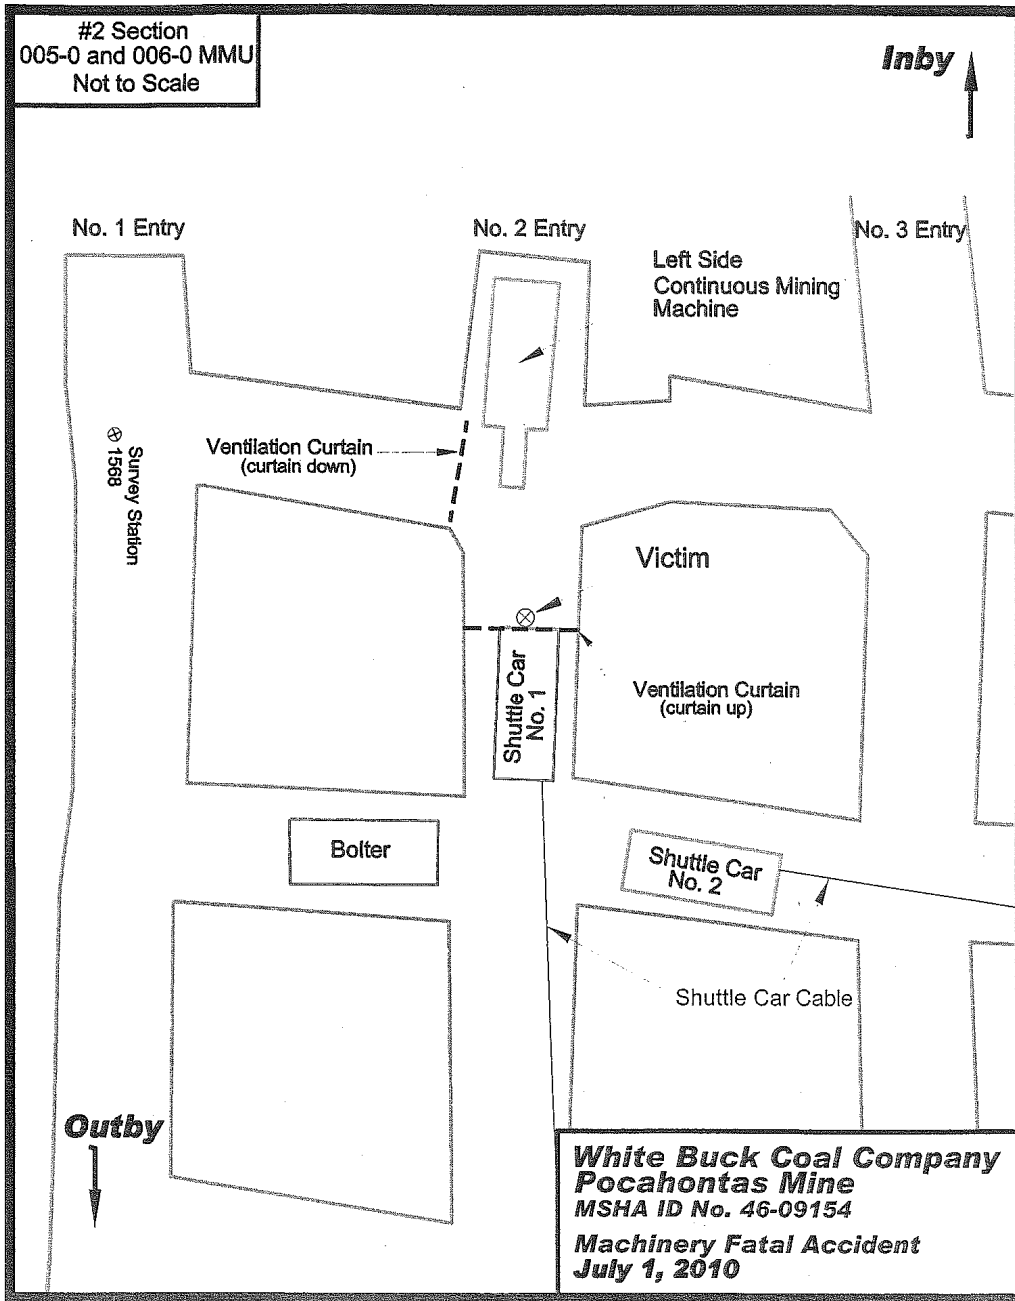 #2 Section
005-0 and 006-0 MMU
Not to Scale
Inby
No. 1 Entry
No. 2 Entry
No. 3 Entry
Left Side
Continuous Mining
Machine
Ventilation Curtain
(curtain down)
Survey Station
1568
Victim
Shuttle Car
No. 1
Ventilation Curtain
(curtain up)
Bolter
Shuttle Car
No. 2
Shuttle Car Cable
Outby
White Buck Coal Company
Pocahontas Mine
MSHA ID No. 46-09154
Machinery Fatal Accident
July 1, 2010